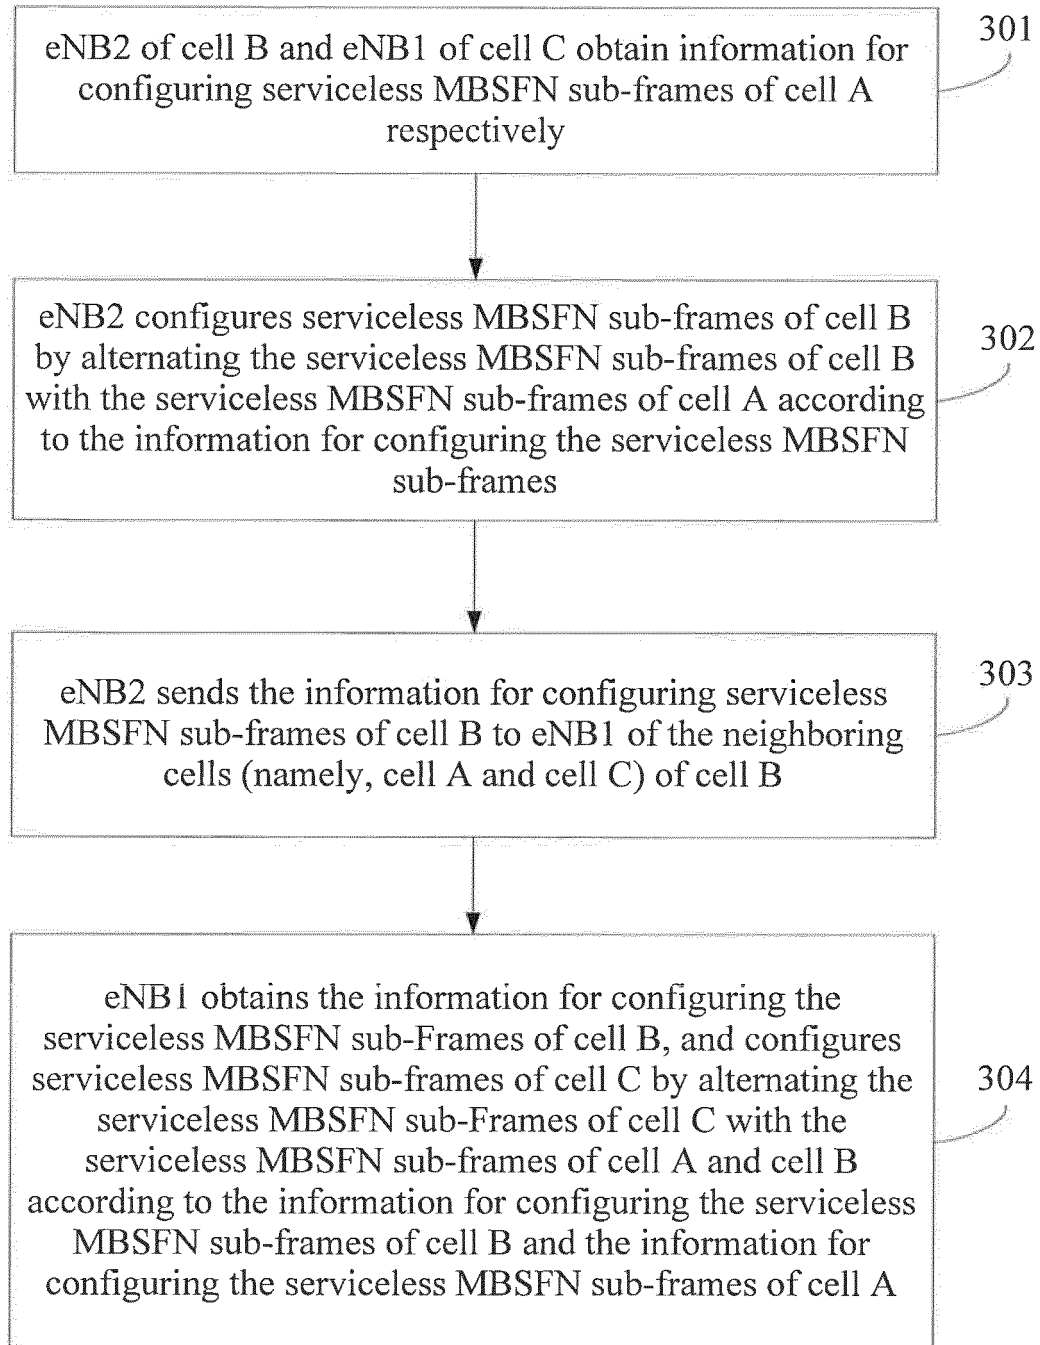 eNB2 of cell B and eNB1 of cell C obtain information for
configuring serviceless MBSFN sub-frames of cell A
respectively
301
eNB2 configures serviceless MBSFN sub-frames of cell B
by alternating the serviceless MBSFN sub-frames of cell B
with the serviceless MBSFN sub-frames of cell A according
to the information for configuring the serviceless MBSFN
sub-frames
302
eNB2 sends the information for configuring serviceless
MBSFN sub-frames of cell B to eNB1 of the neighboring
cells (namely, cell A and cell C) of cell B
303
eNB1 obtains the information for configuring the
serviceless MBSFN sub-Frames of cell B, and configures
serviceless MBSFN sub-frames of cell C by alternating the
serviceless MBSFN sub-Frames of cell C with the
serviceless MBSFN sub-frames of cell A and cell B
according to the information for configuring the serviceless
MBSFN sub-frames of cell B and the information for
configuring the serviceless MBSFN sub-frames of cell A
304